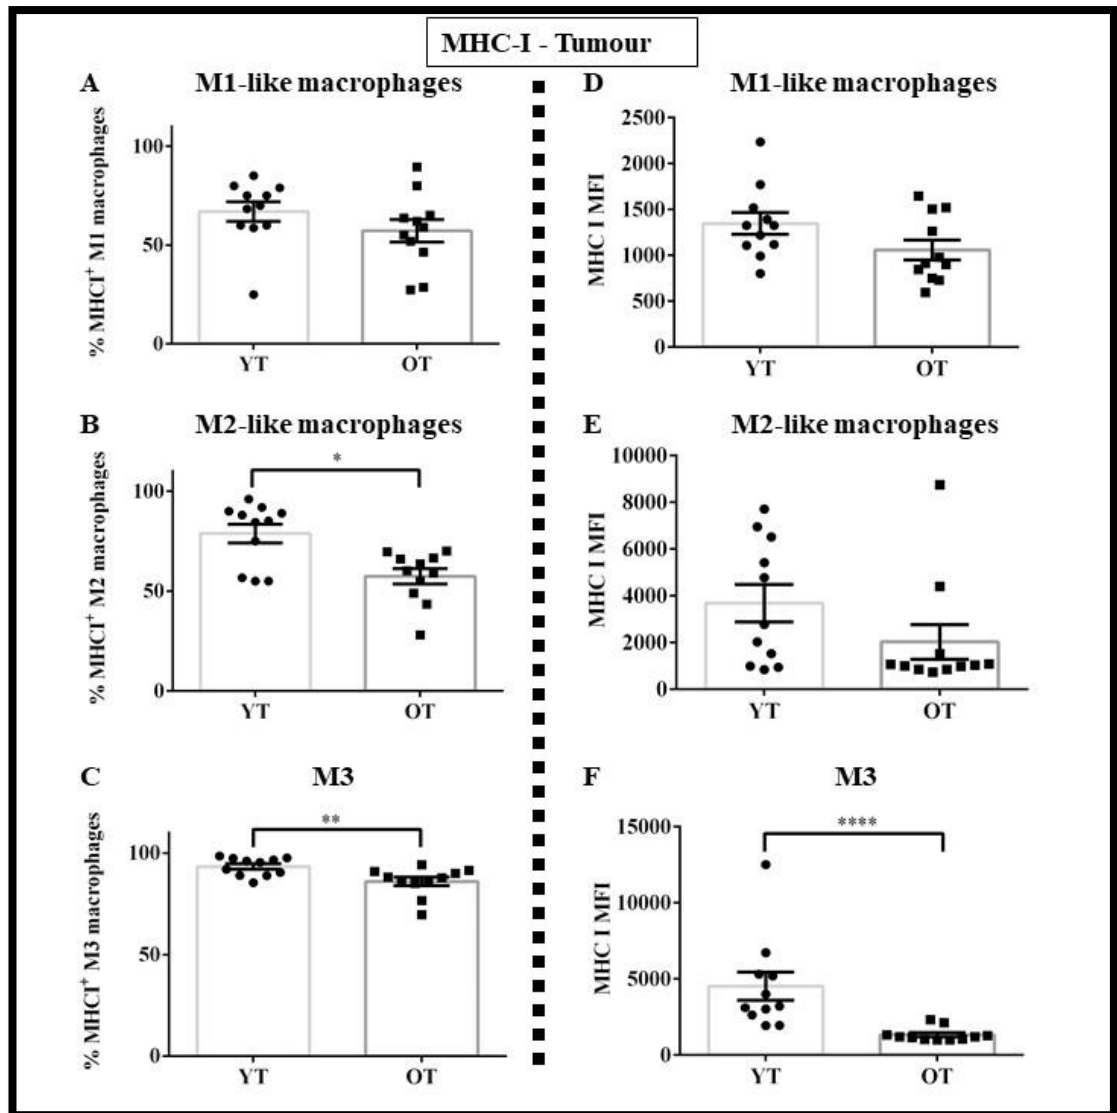 MHC-I - Tumour
A
M1-like macrophages
% MHCI⁺ M1 macrophages
100
50
0
YT
OT
B
M2-like macrophages
*
% MHCI⁺ M2 macrophages
100
50
0
YT
OT
C
M3
**
% MHCI⁺ M3 macrophages
100
50
0
YT
OT
D
M1-like macrophages
MHC I MFI
2500
2000
1500
1000
500
0
YT
OT
E
M2-like macrophages
MHC I MFI
10000
8000
6000
4000
2000
0
YT
OT
F
M3
****
MHC I MFI
15000
10000
5000
0
YT
OT